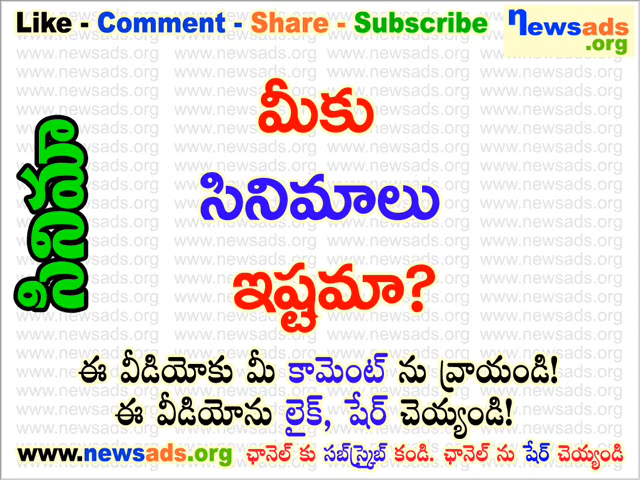 Like - Comment - Share - Subscribe
newsads
.org
సినిమా
మీకు
సినిమాలు
ఇష్టమా?
ఈ వీడియోకు మీ కామెంట్ ను వ్రాయండి!
ఈ వీడియోను లైక్, షేర్ చెయ్యండి!
www.newsads.org ఛానెల్ కు సబ్‌స్క్రైబ్ కండి. ఛానెల్ ను షేర్ చెయ్యండి